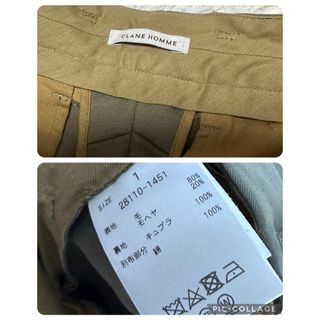 CLANE HOMME
SIZE 1
28110-1451
表地 毛 80%
モヘヤ 20%
裏地 キュプラ 100%
別布部分 綿 100%
PIC•COLLAGE